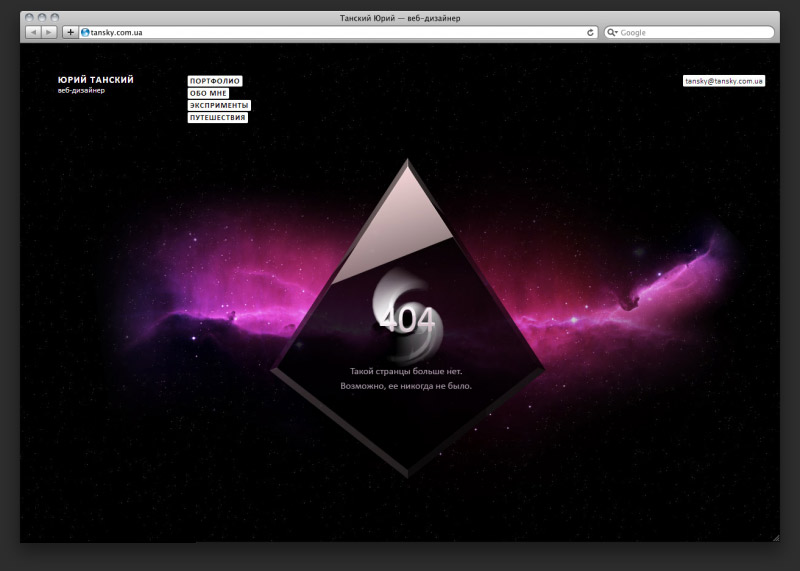 Танский Юрий — веб-дизайнер
tansky.com.ua
Google
ЮРИЙ ТАНСКИЙ
веб-дизайнер
ПОРТФОЛИО
ОБО МНЕ
ЭКСПРИМЕНТЫ
ПУТЕШЕСТВИЯ
tansky@tansky.com.ua
404
Такой странцы больше нет.
Возможно, ее никогда не было.